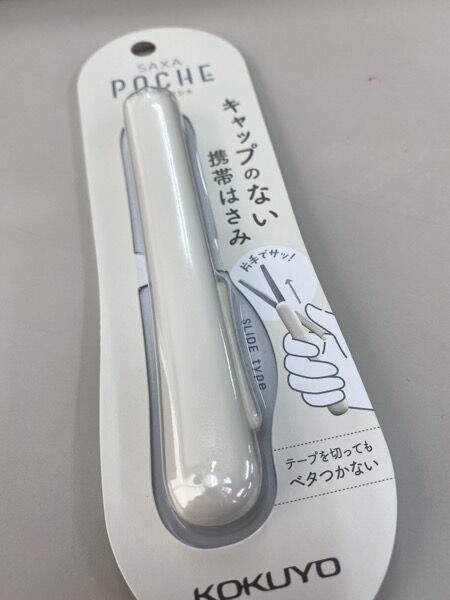 SAXA
POCHE
キャップのない
携帯はさみ
片手でサッ!
SLIDE type
テープを切っても
ベタつかない
KOKUYO